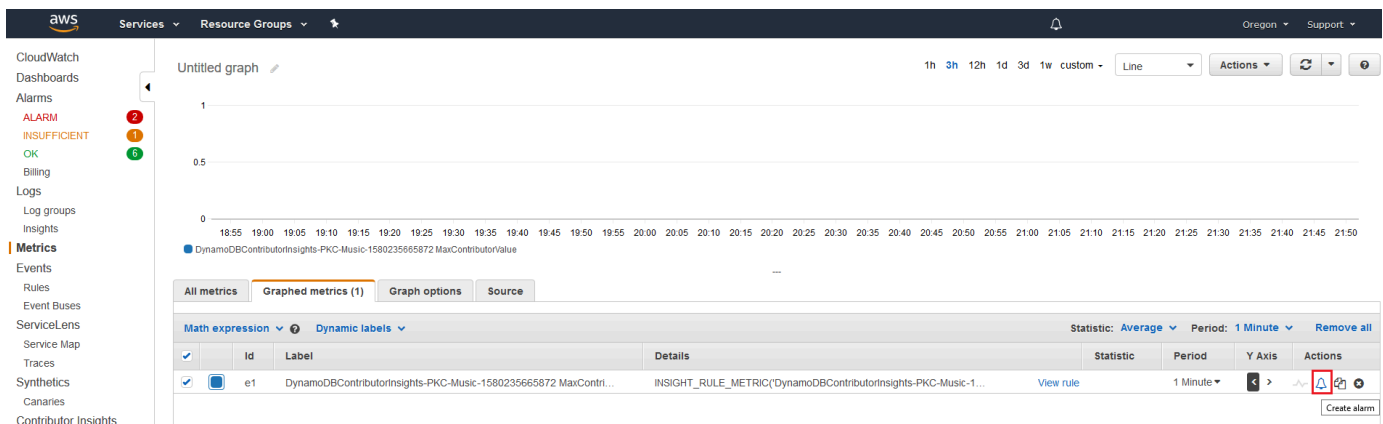 aws Services Resource Groups Oregon Support
CloudWatch
Dashboards
Alarms
ALARM 2
INSUFFICIENT 1
OK 6
Billing
Logs
Log groups
Insights
Metrics
Events
Rules
Event Buses
ServiceLens
Service Map
Traces
Synthetics
Canaries
Contributor Insights
Untitled graph 1h 3h 12h 1d 3d 1w custom Line Actions
1
0.5
0
18:55 19:00 19:05 19:10 19:15 19:20 19:25 19:30 19:35 19:40 19:45 19:50 19:55 20:00 20:05 20:10 20:15 20:20 20:25 20:30 20:35 20:40 20:45 20:50 20:55 21:00 21:05 21:10 21:15 21:20 21:25 21:30 21:35 21:40 21:45 21:50
DynamoDBContributorInsights-PKC-Music-1580235665872 MaxContributorValue
All metrics Graphed metrics (1) Graph options Source
Math expression Dynamic labels Statistic: Average Period: 1 Minute Remove all
Id Label Details Statistic Period Y Axis Actions
e1 DynamoDBContributorInsights-PKC-Music-1580235665872 MaxContri... INSIGHT_RULE_METRIC('DynamoDBContributorInsights-PKC-Music-1... View rule 1 Minute < >
Create alarm